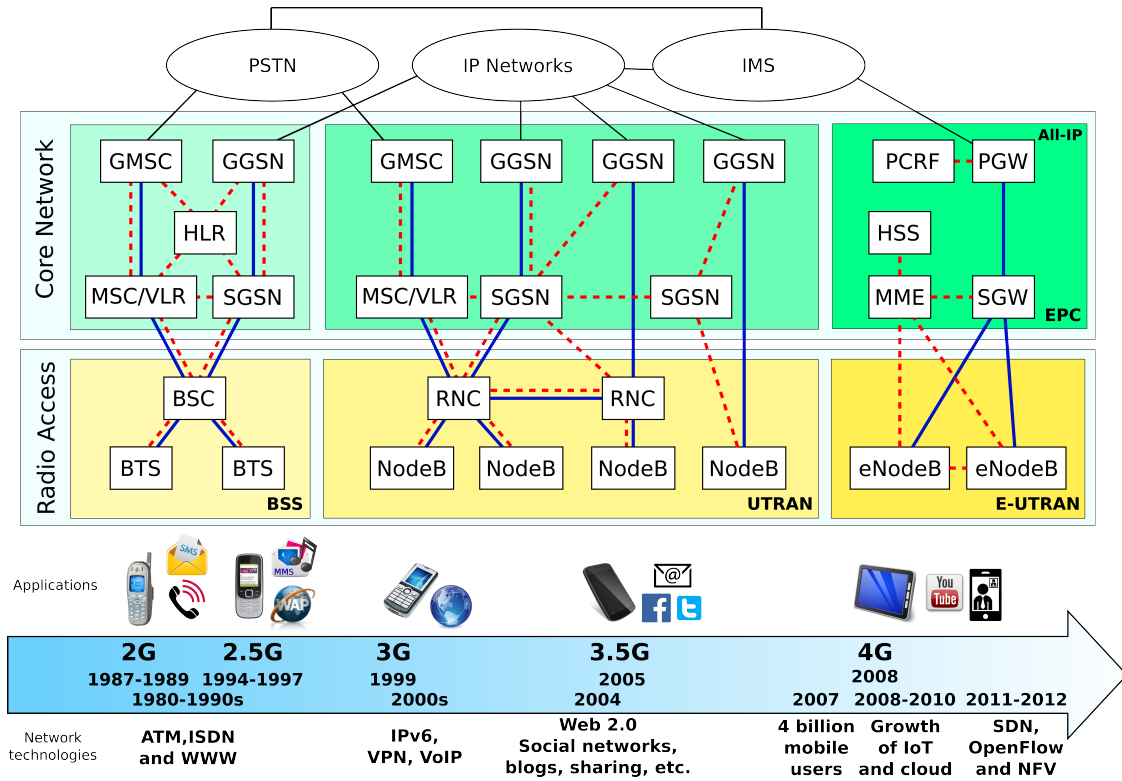 PSTN
IP Networks
IMS
Core Network
All-IP
GMSC
GGSN
GMSC
GGSN
GGSN
GGSN
PCRF
PGW
HLR
HSS
MSC/VLR
SGSN
MSC/VLR
SGSN
SGSN
MME
SGW
EPC
Radio Access
BSC
RNC
RNC
BTS
BTS
NodeB
NodeB
NodeB
NodeB
eNodeB
eNodeB
BSS
UTRAN
E-UTRAN
Applications
SMS
MMS
WAP
@
You
Tube
2G
2.5G
3G
3.5G
4G
1987-1989
1994-1997
1999
2005
2008
1980-1990s
2000s
2004
2007
2008-2010
2011-2012
Network
technologies
ATM,ISDN
and WWW
IPv6,
VPN, VoIP
Web 2.0
Social networks,
blogs, sharing, etc.
4 billion
mobile
users
Growth
of IoT
and cloud
SDN,
OpenFlow
and NFV